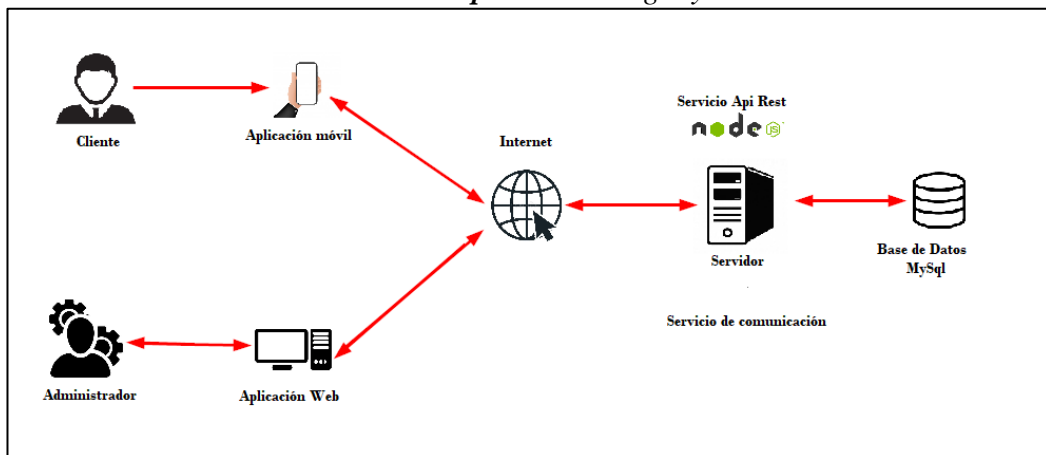 Cliente
Aplicación móvil
Internet
Servicio Api Rest
node JS
Servidor
Base de Datos
MySql
Servicio de comunicación
Administrador
Aplicación Web